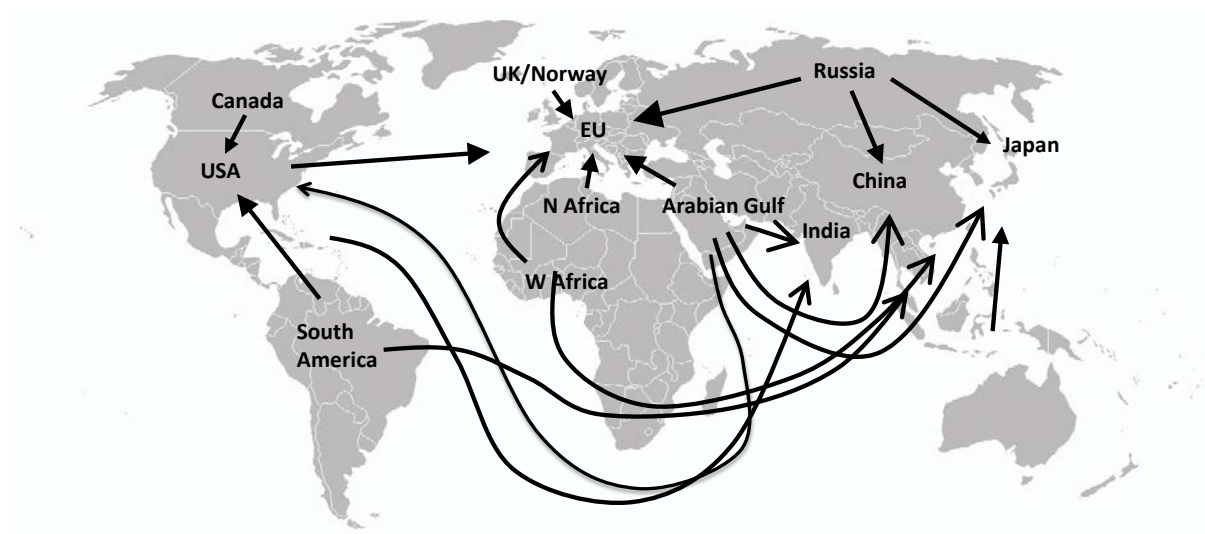 UK/Norway
Russia
Canada
EU
Japan
USA
China
N Africa
Arabian Gulf
India
W Africa
South
America